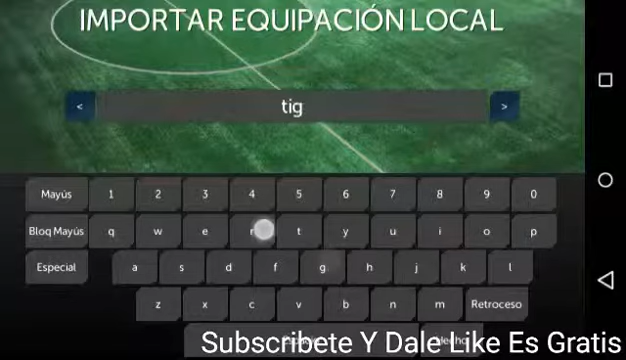 IMPORTAR EQUIPACIÓN LOCAL
< tig >
Mayús 1 2 3 4 5 6 7 8 9 0
Bloq Mayús q w e r t y u i o p
Especial a s d f g h j k l
z x c v b n m Retroceso
Subscribete Y Dale Like Es Gratis